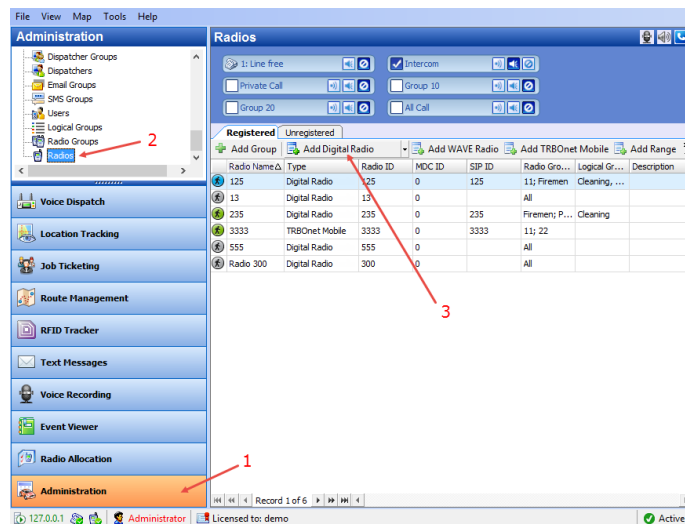 File View Map Tools Help
Administration
Dispatcher Groups
Dispatchers
Email Groups
SMS Groups
Users
Logical Groups
Radio Groups
Radios
2
Voice Dispatch
Location Tracking
Job Ticketing
Route Management
RFID Tracker
Text Messages
Voice Recording
Event Viewer
Radio Allocation
Administration
1
Radios
1: Line free
Intercom
Private Call
Group 10
Group 20
All Call
Registered Unregistered
Add Group Add Digital Radio Add WAVE Radio Add TRBOnet Mobile Add Range
Radio Name Type Radio ID MDC ID SIP ID Radio Gro... Logical Gr... Description
125 Digital Radio 125 0 125 11; Firemen Cleaning, ...
13 Digital Radio 13 0 All
235 Digital Radio 235 0 235 Firemen; P... Cleaning
3333 TRBOnet Mobile 3333 0 3333 11; 22
555 Digital Radio 555 0 All
Radio 300 Digital Radio 300 0 All
3
Record 1 of 6
127.0.0.1 Administrator Licensed to: demo Active